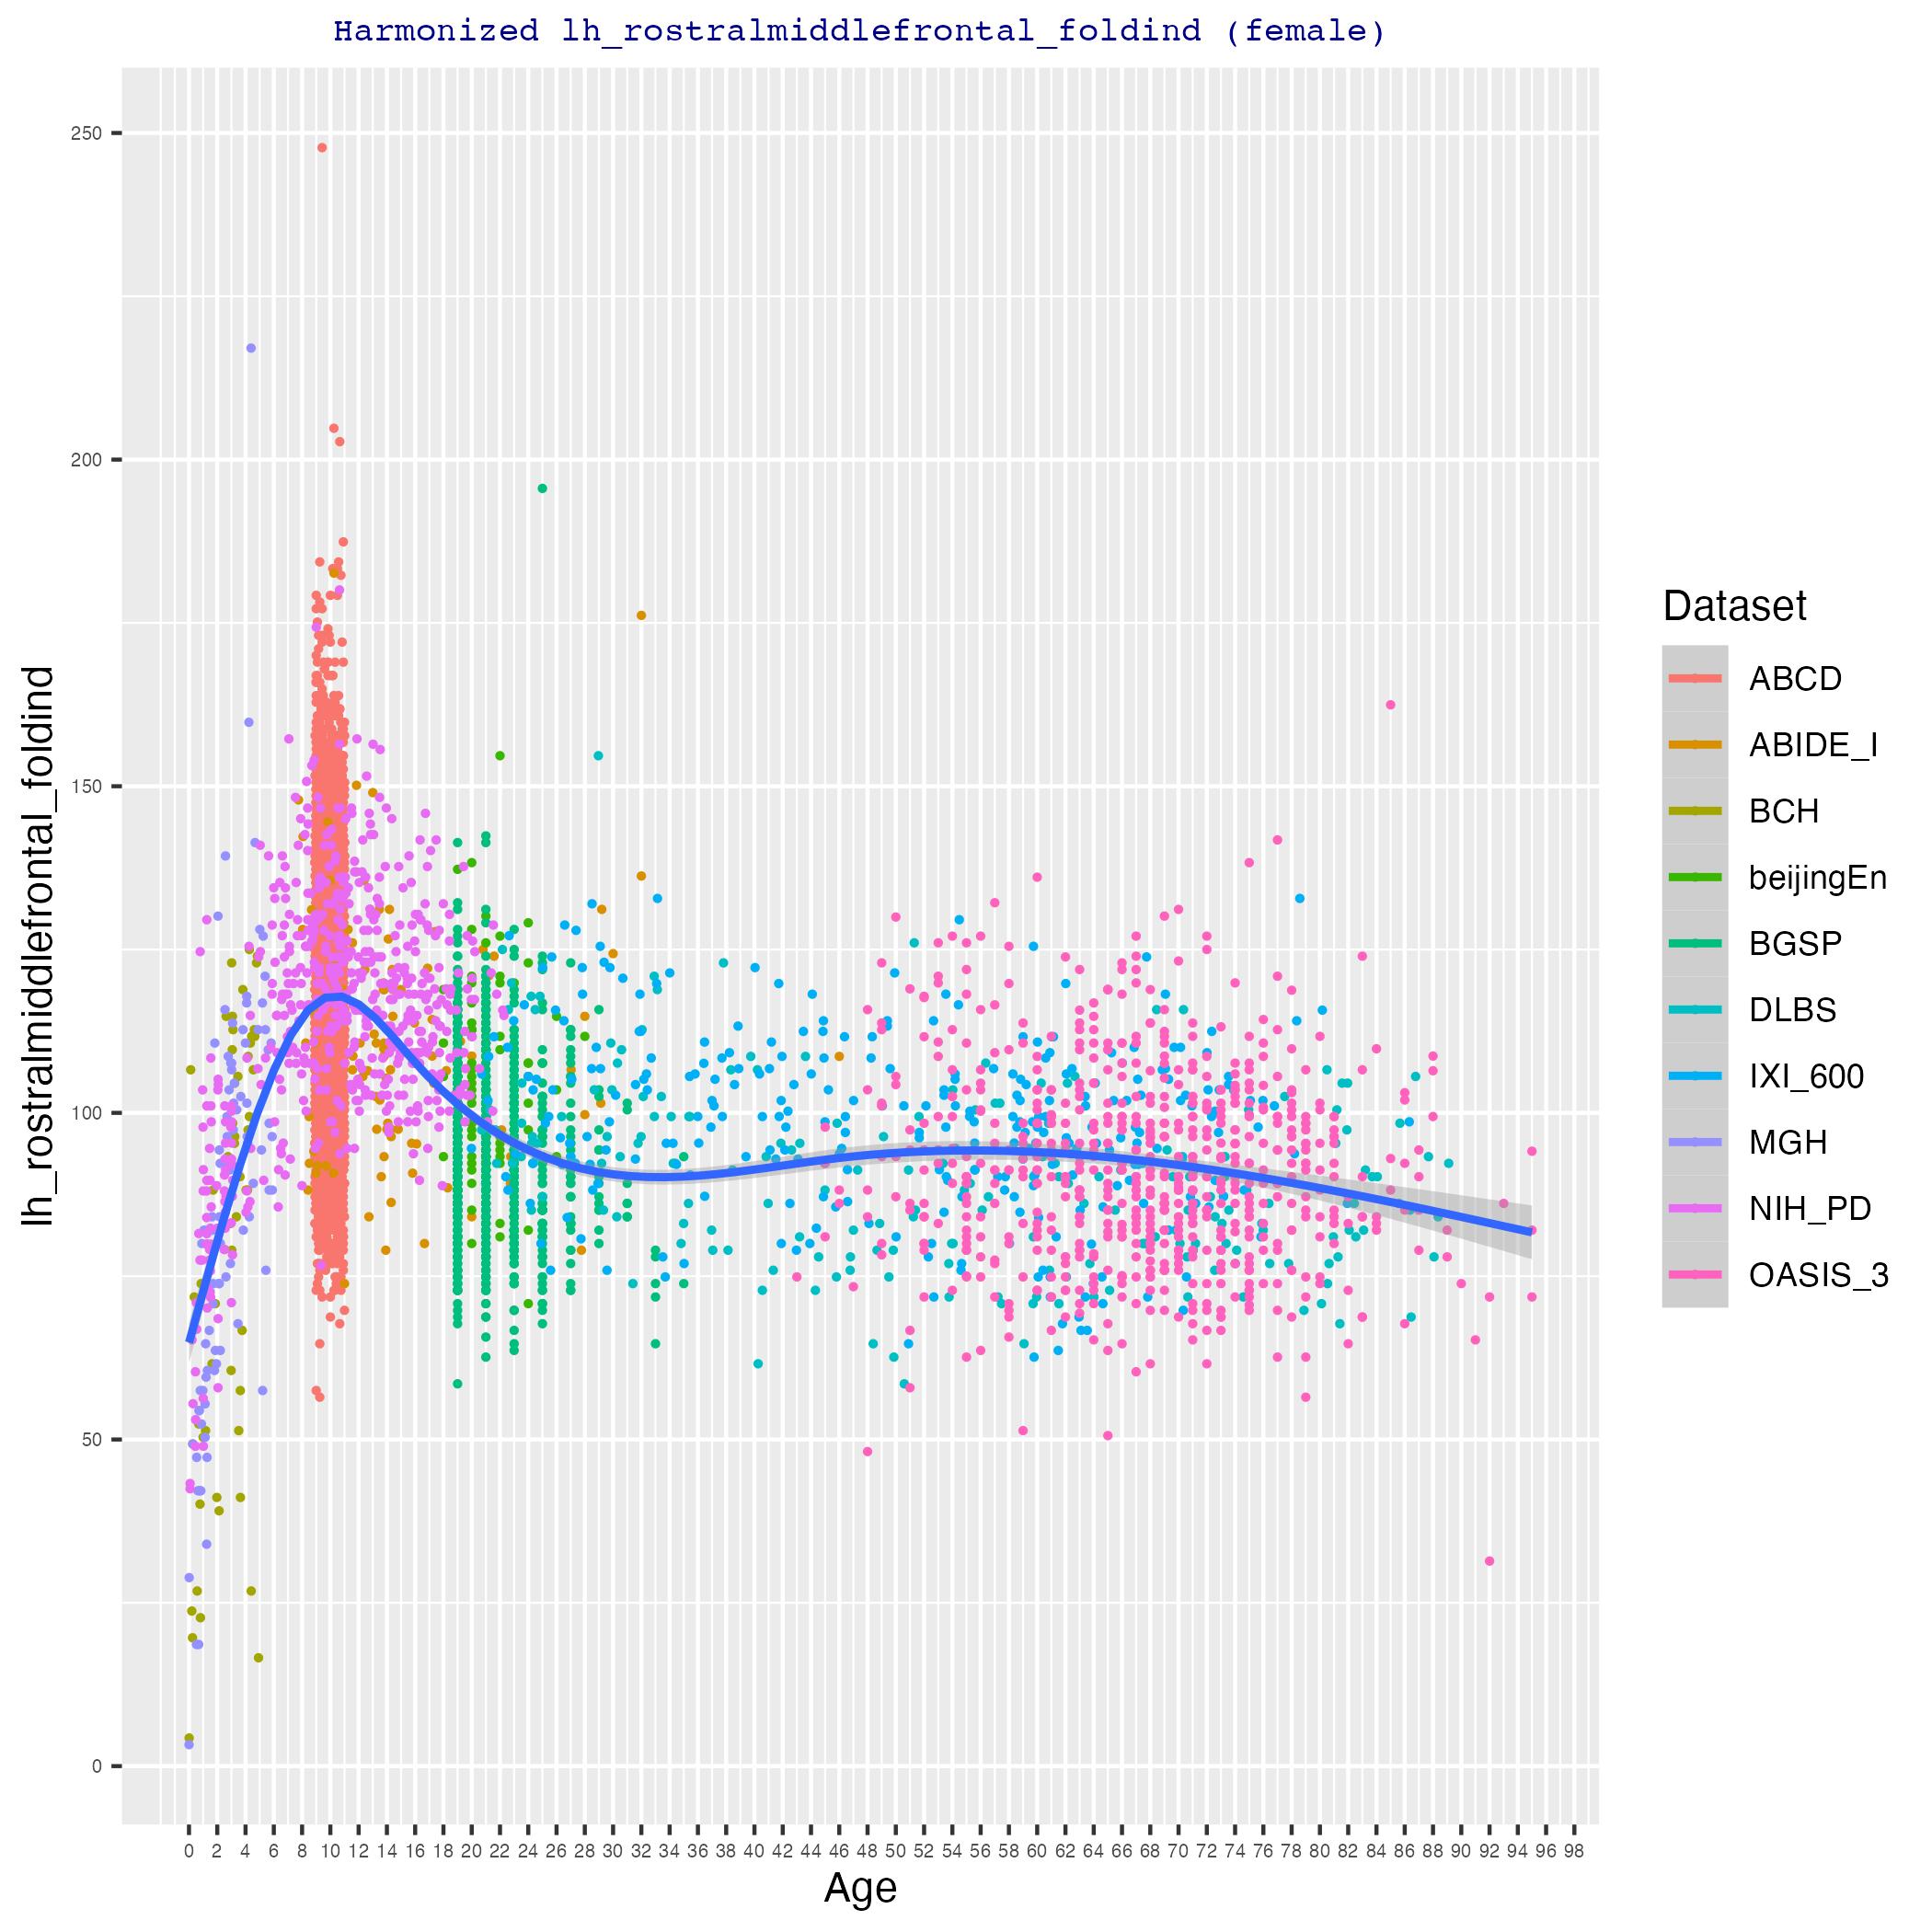 Harmonized lh_rostralmiddlefrontal_foldind (female)
lh_rostralmiddlefrontal_foldind
250
200
150
100
50
0
0 2 4 6 8 10 12 14 16 18 20 22 24 26 28 30 32 34 36 38 40 42 44 46 48 50 52 54 56 58 60 62 64 66 68 70 72 74 76 78 80 82 84 86 88 90 92 94 96 98
Age
Dataset
ABCD
ABIDE_I
BCH
beijingEn
BGSP
DLBS
IXI_600
MGH
NIH_PD
OASIS_3